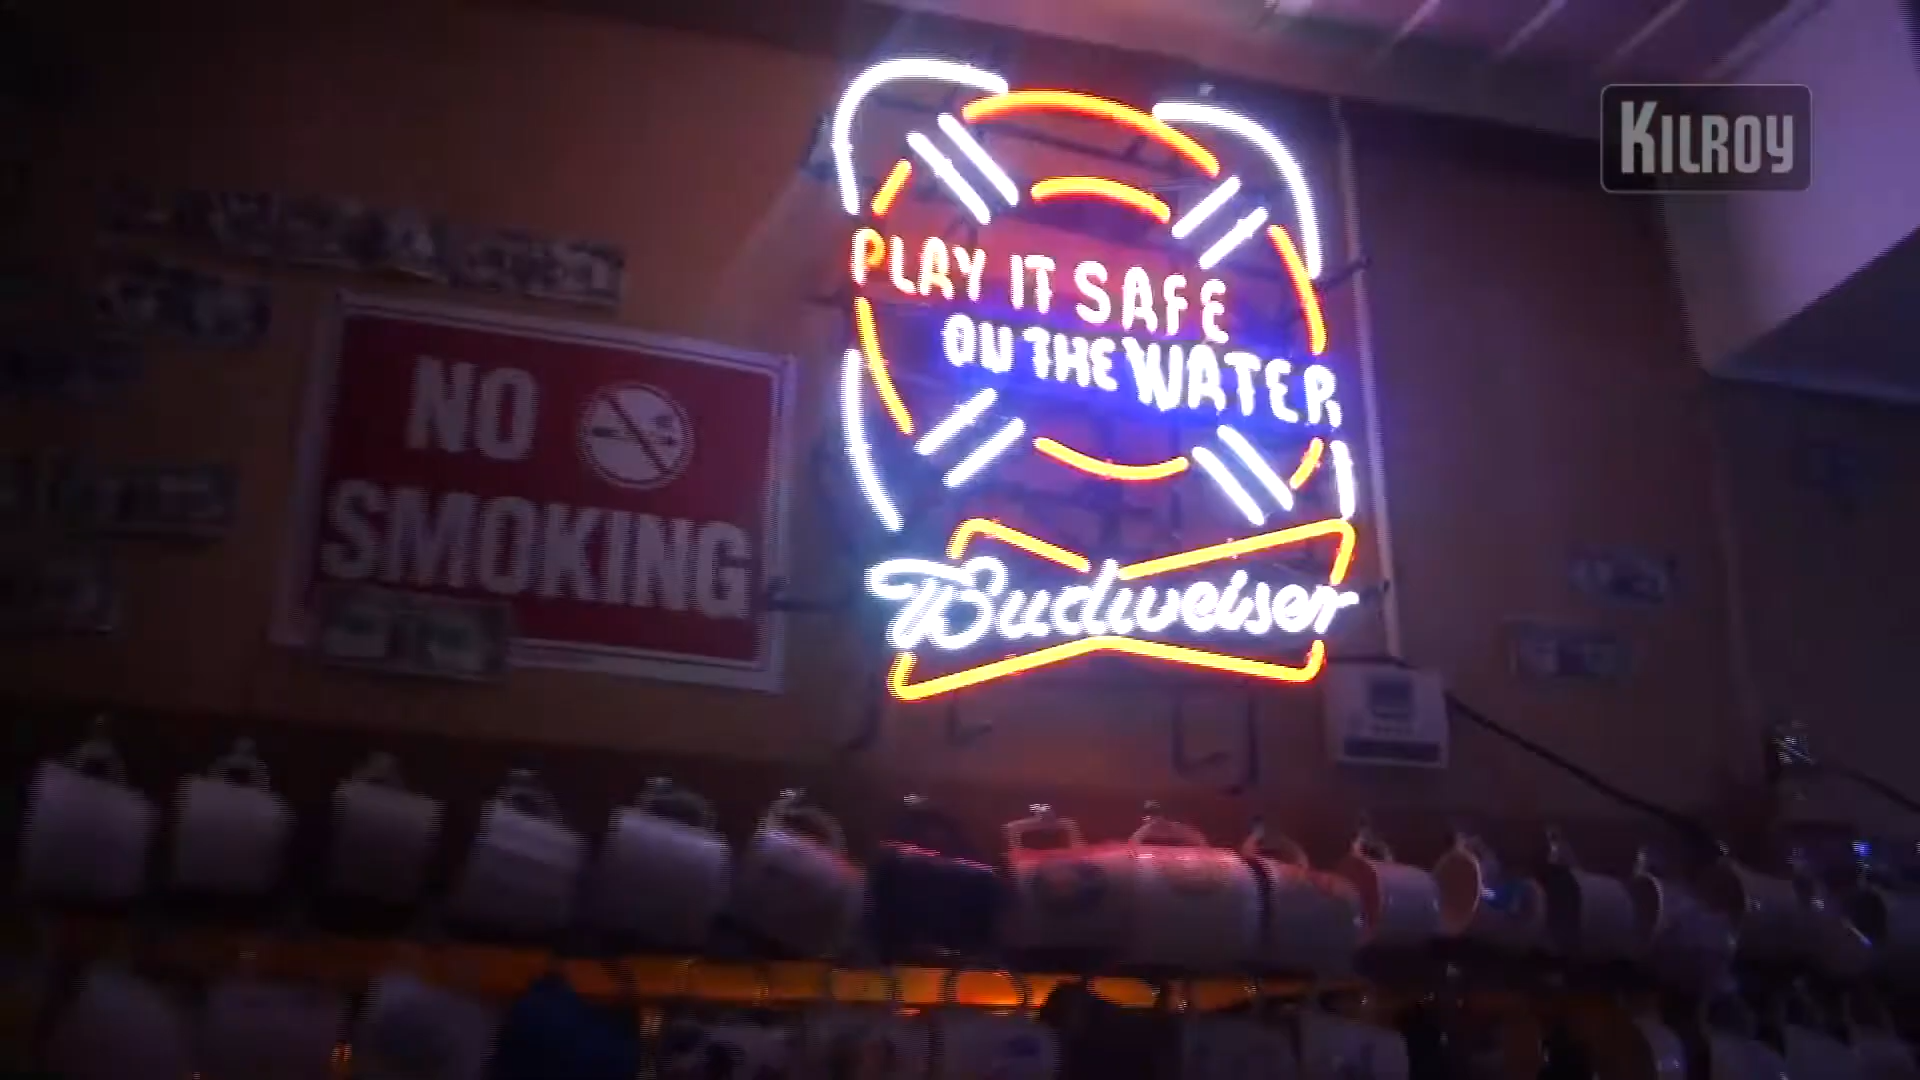 KILROY
PLAY IT SAFE
ON THE WATER
NO
SMOKING
Budweiser